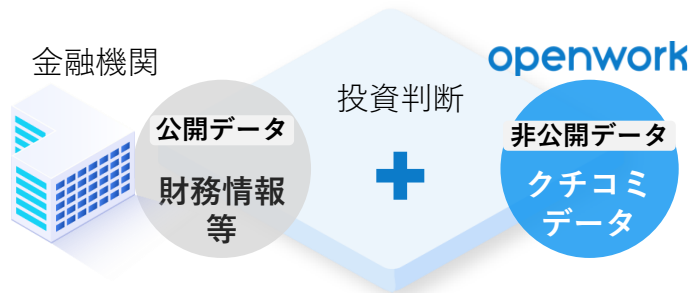 金融機関
公開データ
財務情報
等
投資判断
+
openwork
非公開データ
クチコミ
データ